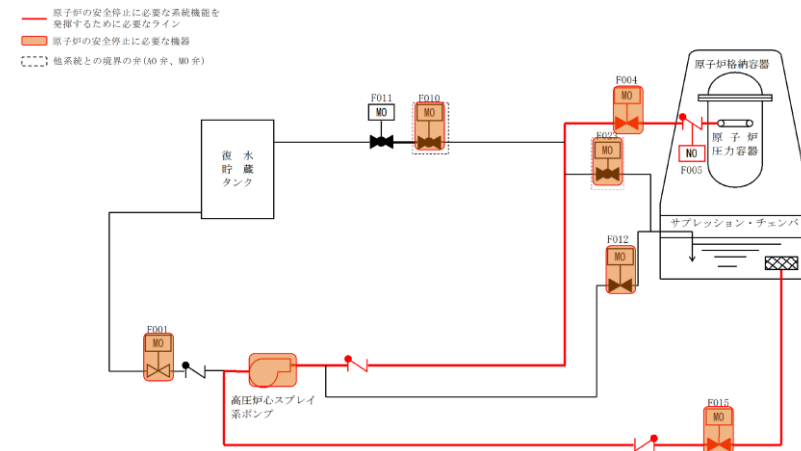 原子炉の安全停止に必要な系統機能を
発揮するために必要なライン
原子炉の安全停止に必要な機器
他系統との境界の弁(AO弁、MO弁)
F011
MO
F010
MO
F004
MO
原子炉格納容器
原子炉
圧力容器
NO
F005
F023
MO
復水
貯蔵
タンク
サプレッション・チェンバ
F012
MO
F001
MO
高圧炉心スプレイ
系ポンプ
F015
MO